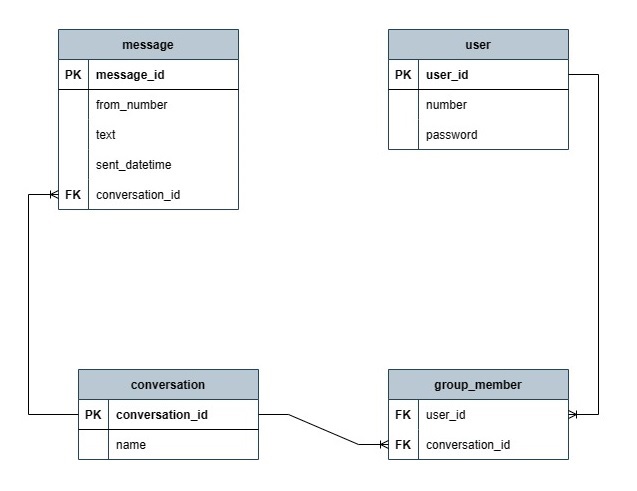 message
PK message_id
from_number
text
sent_datetime
FK conversation_id
user
PK user_id
number
password
conversation
PK conversation_id
name
group_member
FK user_id
FK conversation_id